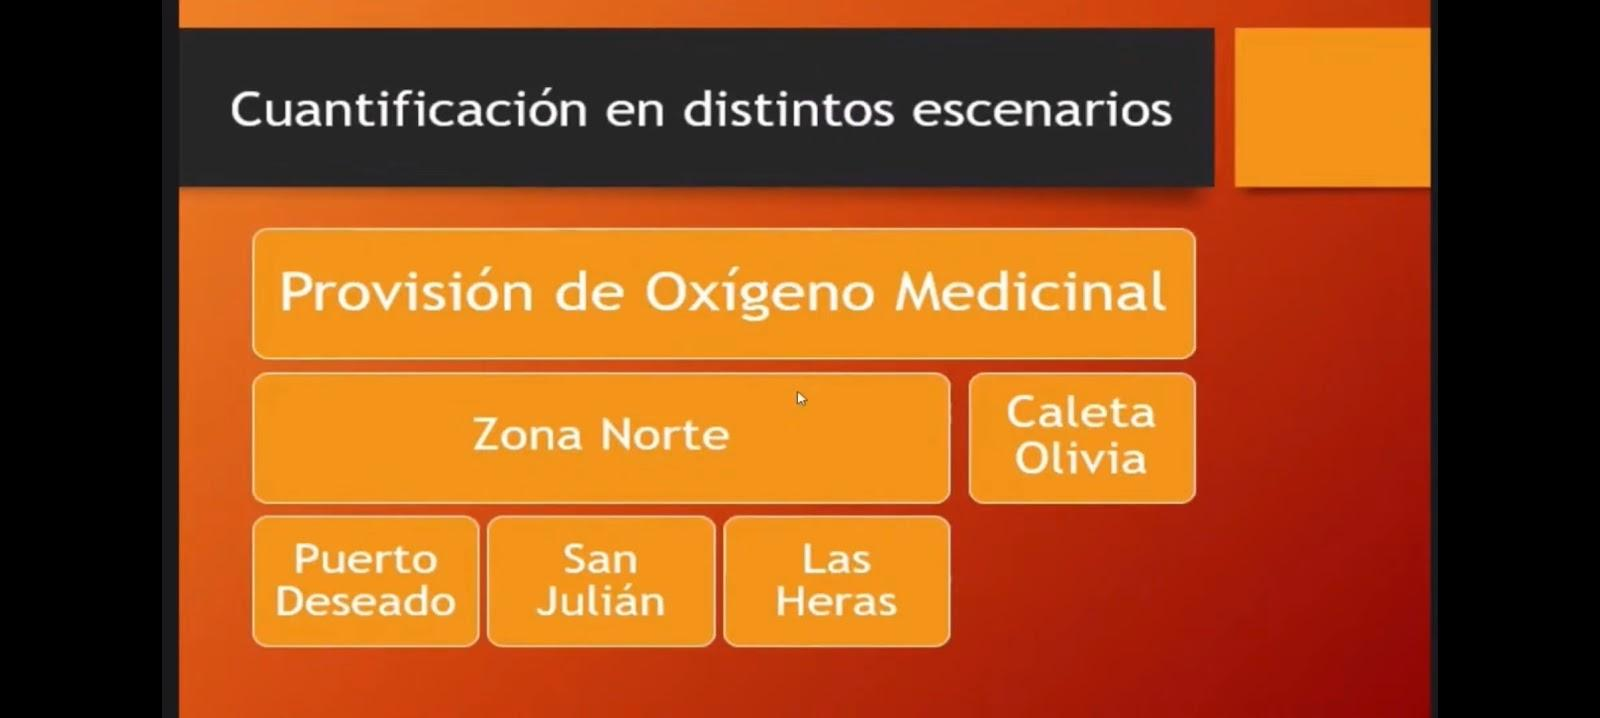 Cuantificación en distintos escenarios
Provisión de Oxígeno Medicinal
Zona Norte
Caleta
Olivia
Puerto
Deseado
San
Julián
Las
Heras